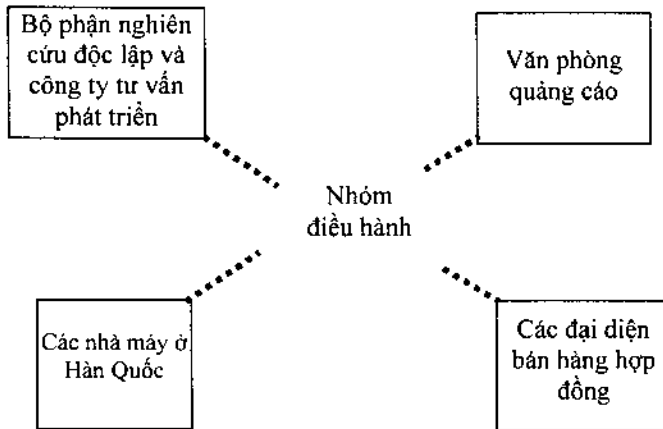 Bộ phận nghiên
cứu độc lập và
công ty tư vấn
phát triển
Văn phòng
quảng cáo
Nhóm
điều hành
Các nhà máy ở
Hàn Quốc
Các đại diện
bán hàng hợp
đồng